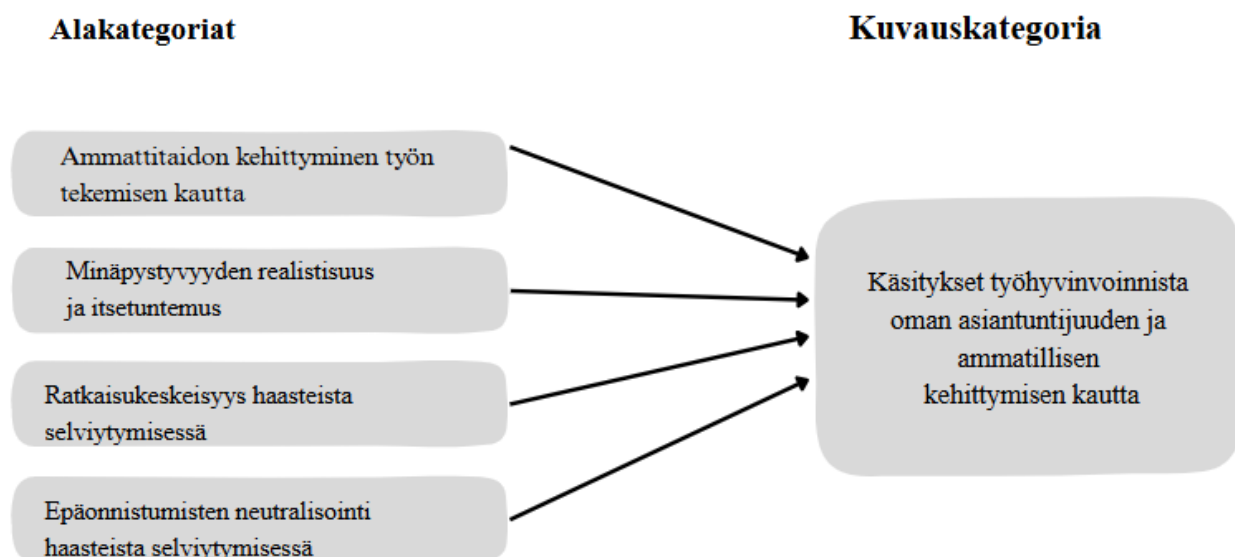 Alakategoriat
Kuvauskategoria
Ammattitaidon kehittyminen työn
tekemisen kautta
Minäpystyvyyden realistisuus
ja itsetuntemus
Ratkaisukeskeisyys haasteista
selviytymisessä
Epäonnistumisten neutralisointi
haasteista selviytymisessä
Käsitykset työhyvinvoinnista
oman asiantuntijuuden ja
ammatillisen
kehittymisen kautta